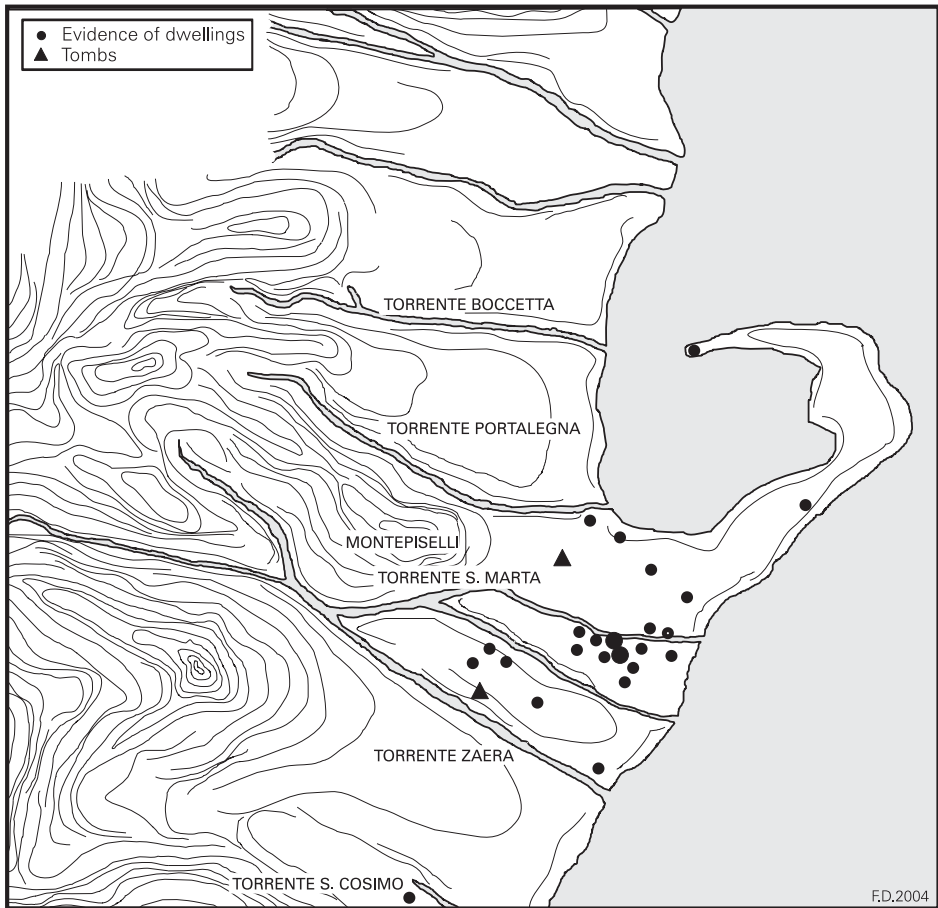 Evidence of dwellings
Tombs
TORRENTE BOCCETTA
TORRENTE PORTALEGNA
MONTEPISELLI
TORRENTE S. MARTA
TORRENTE ZAERA
TORRENTE S. COSIMO
F.D.2004